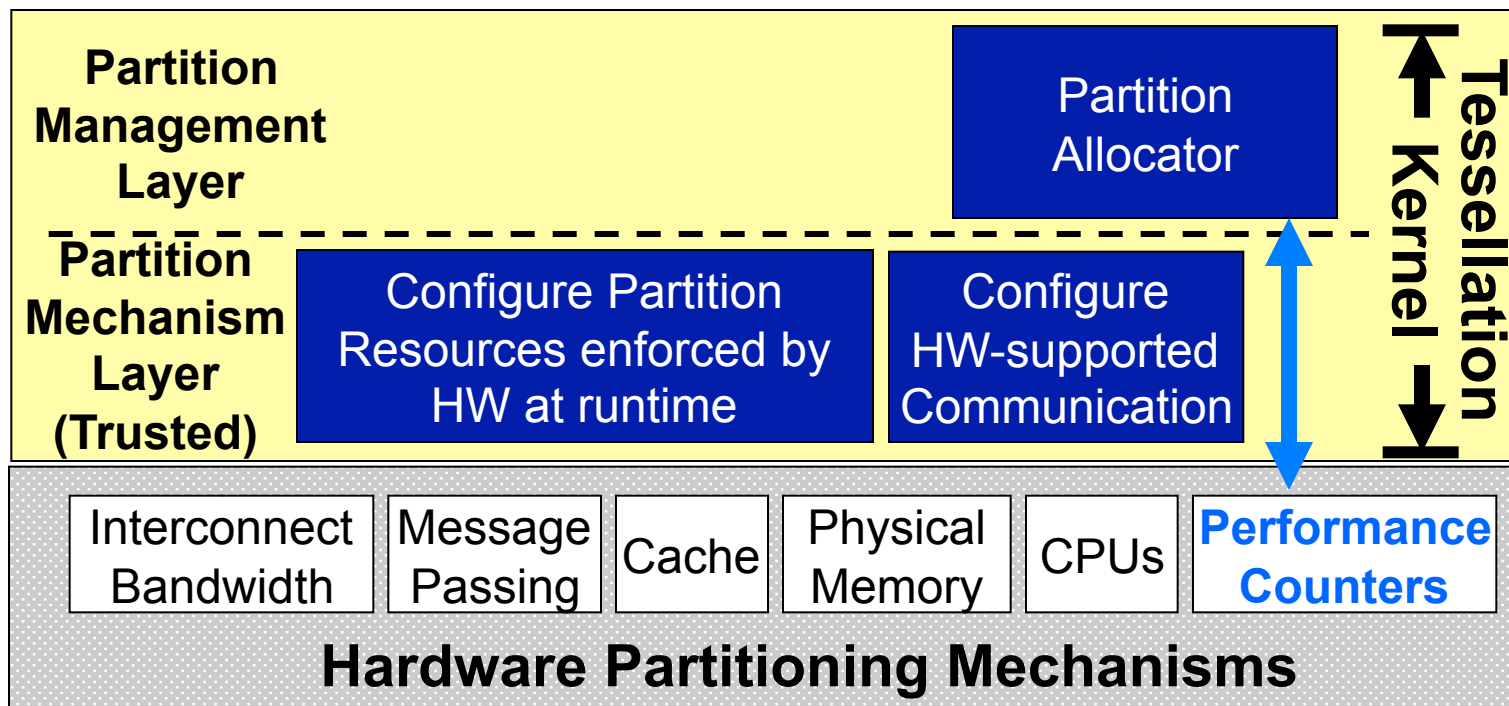 Partition
Management
Layer
Partition
Allocator
Tessellation
Kernel
Partition
Mechanism
Layer
(Trusted)
Configure Partition
Resources enforced by
HW at runtime
Configure
HW-supported
Communication
Interconnect
Bandwidth
Message
Passing
Cache
Physical
Memory
CPUs
Performance
Counters
Hardware Partitioning Mechanisms